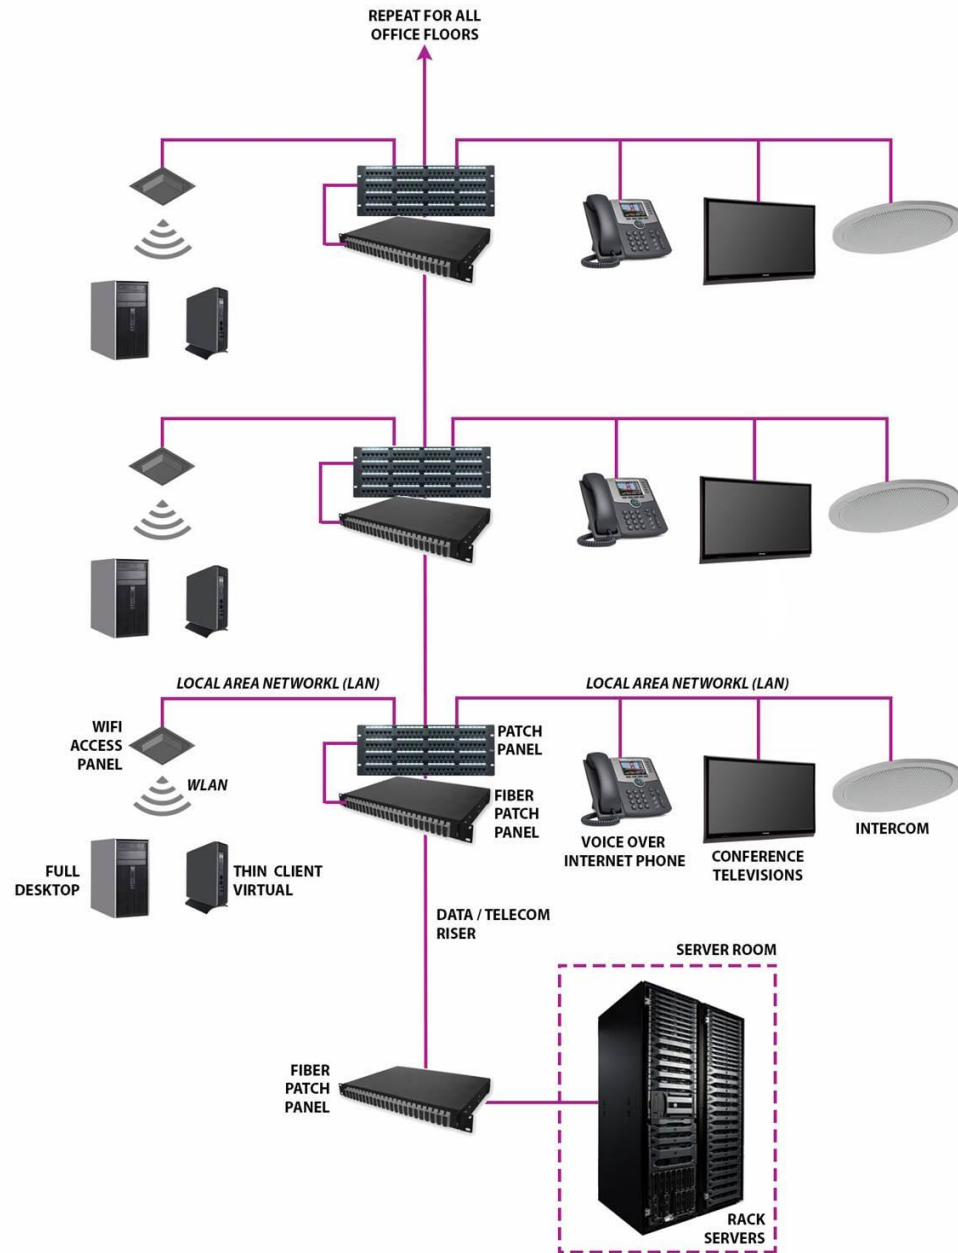 REPEAT FOR ALL
OFFICE FLOORS
LOCAL AREA NETWORKL (LAN)
LOCAL AREA NETWORKL (LAN)
WIFI
ACCESS
PANEL
WLAN
PATCH
PANEL
FIBER
PATCH
PANEL
FULL
DESKTOP
THIN CLIENT
VIRTUAL
VOICE OVER
INTERNET PHONE
CONFERENCE
TELEVISIONS
INTERCOM
DATA / TELECOM
RISER
SERVER ROOM
FIBER
PATCH
PANEL
RACK
SERVERS